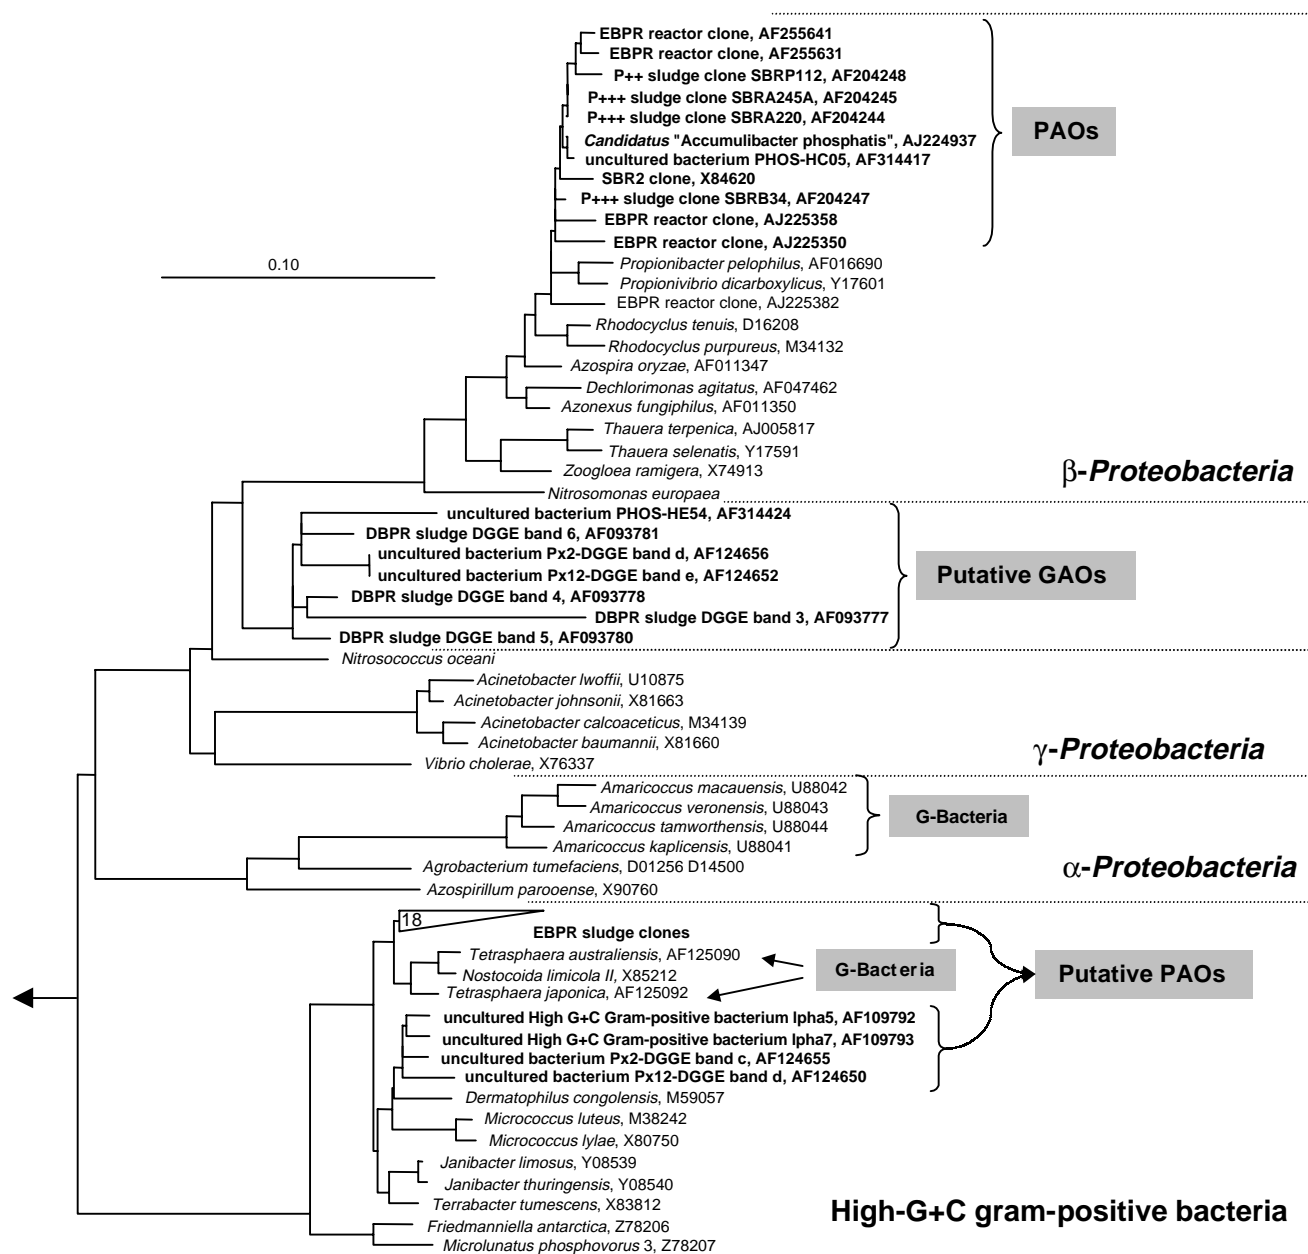 EBPR reactor clone, AF255641
EBPR reactor clone, AF255631
P++ sludge clone SBRP112, AF204248
P+++ sludge clone SBRA245A, AF204245
P+++ sludge clone SBRA220, AF204244
PAOs
Candidatus "Accumulibacter phosphatis", AJ224937
uncultured bacterium PHOS-HC05, AF314417
SBR2 clone, X84620
P+++ sludge clone SBRB34, AF204247
EBPR reactor clone, AJ225358
EBPR reactor clone, AJ225350
0.10
Propionibacter pelophilus, AF016690
Propionivibrio dicarboxylicus, Y17601
EBPR reactor clone, AJ225382
Rhodocyclus tenuis, D16208
Rhodocyclus purpureus, M34132
Azospira oryzae, AF011347
Dechlorimonas agitatus, AF047462
Azonexus fungiphilus, AF011350
Thauera terpenica, AJ005817
Thauera selenatis, Y17591
Zoogloea ramigera, X74913
β-Proteobacteria
Nitrosomonas europaea
uncultured bacterium PHOS-HE54, AF314424
DBPR sludge DGGE band 6, AF093781
uncultured bacterium Px2-DGGE band d, AF124656
uncultured bacterium Px12-DGGE band e, AF124652
Putative GAOs
DBPR sludge DGGE band 4, AF093778
DBPR sludge DGGE band 3, AF093777
DBPR sludge DGGE band 5, AF093780
Nitrosococcus oceani
Acinetobacter lwoffii, U10875
Acinetobacter johnsonii, X81663
Acinetobacter calcoaceticus, M34139
Acinetobacter baumannii, X81660
γ-Proteobacteria
Vibrio cholerae, X76337
Amaricoccus macauensis, U88042
Amaricoccus veronensis, U88043
G-Bacteria
Amaricoccus tamworthensis, U88044
Amaricoccus kaplicensis, U88041
Agrobacterium tumefaciens, D01256 D14500
α-Proteobacteria
Azospirillum parooense, X90760
18
EBPR sludge clones
Tetrasphaera australiensis, AF125090
G-Bacteria
Nostocoida limicola II, X85212
Putative PAOs
Tetrasphaera japonica, AF125092
uncultured High G+C Gram-positive bacterium Ipha5, AF109792
uncultured High G+C Gram-positive bacterium Ipha7, AF109793
uncultured bacterium Px2-DGGE band c, AF124655
uncultured bacterium Px12-DGGE band d, AF124650
Dermatophilus congolensis, M59057
Micrococcus luteus, M38242
Micrococcus lylae, X80750
Janibacter limosus, Y08539
Janibacter thuringensis, Y08540
Terrabacter tumescens, X83812
High-G+C gram-positive bacteria
Friedmanniella antarctica, Z78206
Microlunatus phosphovorus 3, Z78207